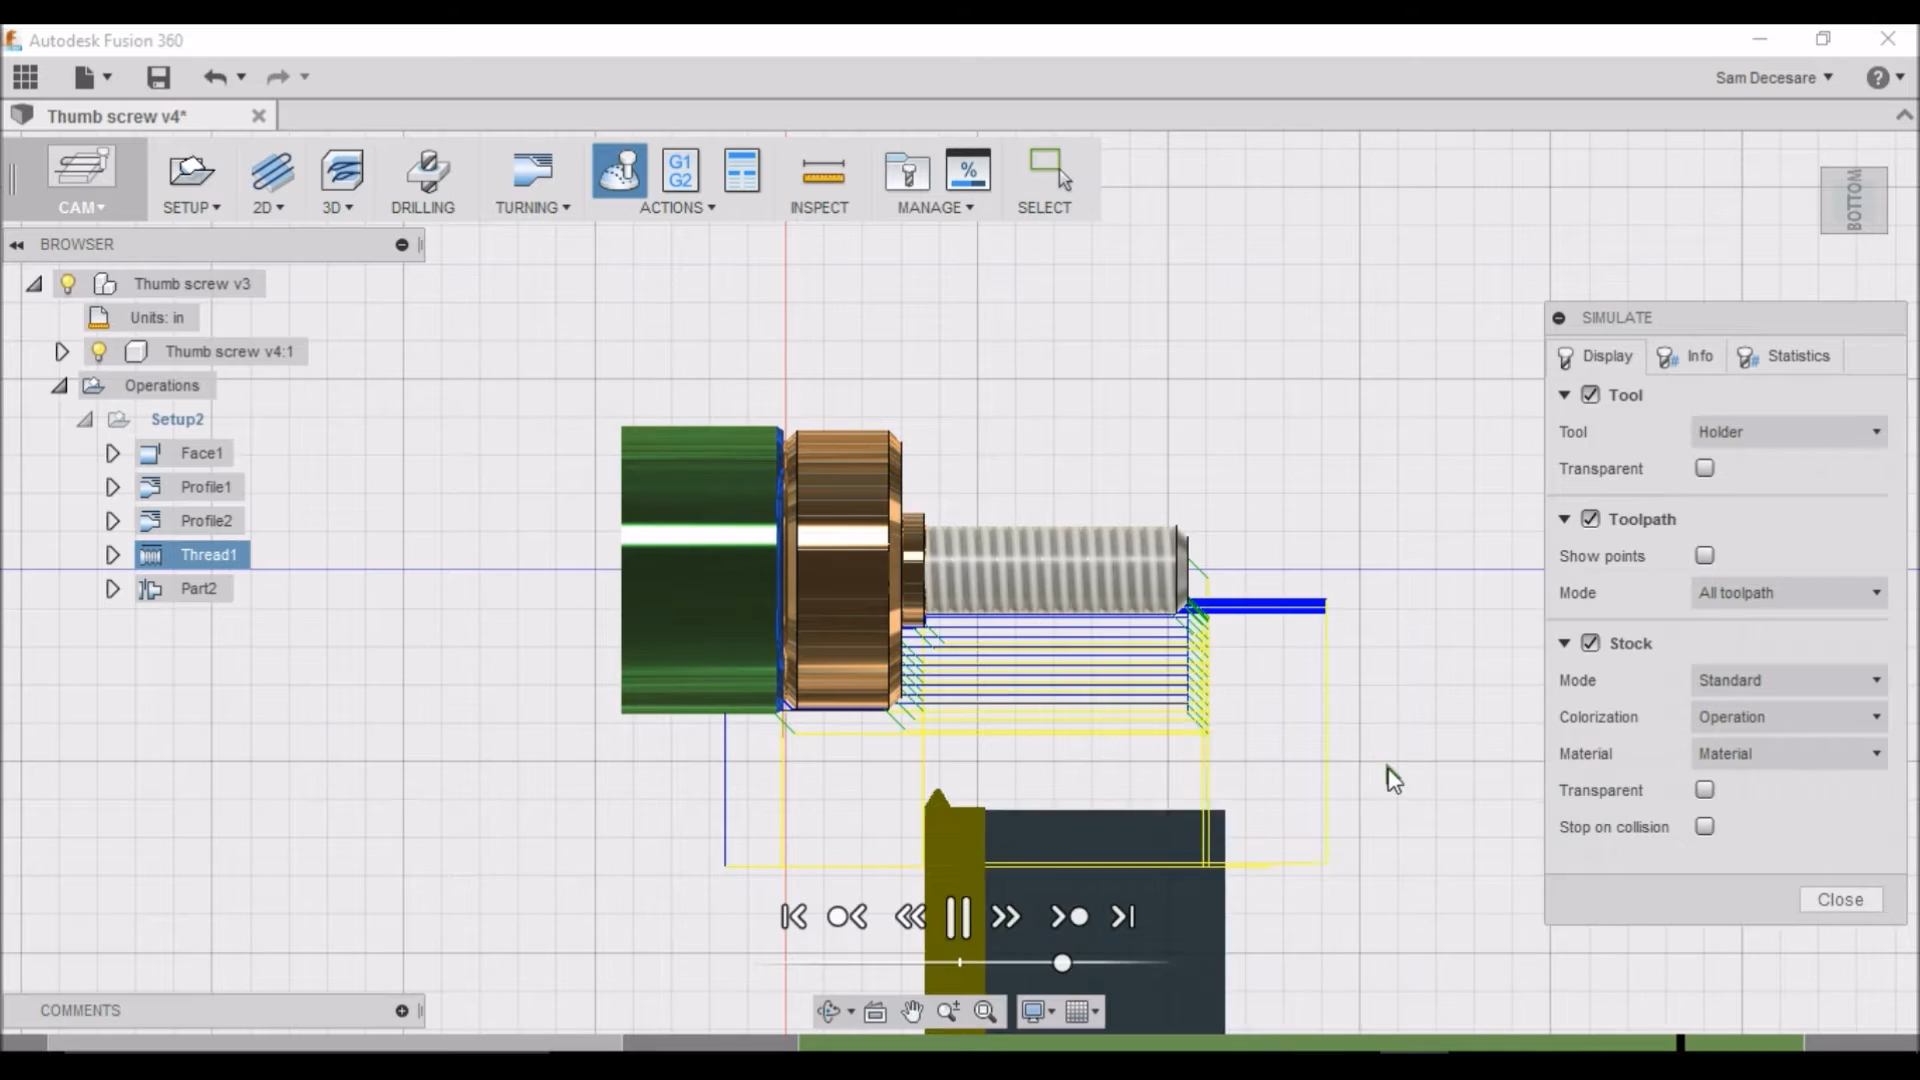 Autodesk Fusion 360
Sam Decesare
Thumb screw v4*
G1
G2
%
CAM
SETUP
2D
3D
DRILLING
TURNING
ACTIONS
INSPECT
MANAGE
SELECT
BOTTOM
BROWSER
Thumb screw v3
Units: in
Thumb screw v4:1
Operations
Setup2
Face1
Profile1
Profile2
Thread1
Part2
SIMULATE
Display
Info
Statistics
Tool
Tool
Holder
Transparent
Toolpath
Show points
Mode
All toolpath
Stock
Mode
Standard
Colorization
Operation
Material
Material
Transparent
Stop on collision
Close
COMMENTS